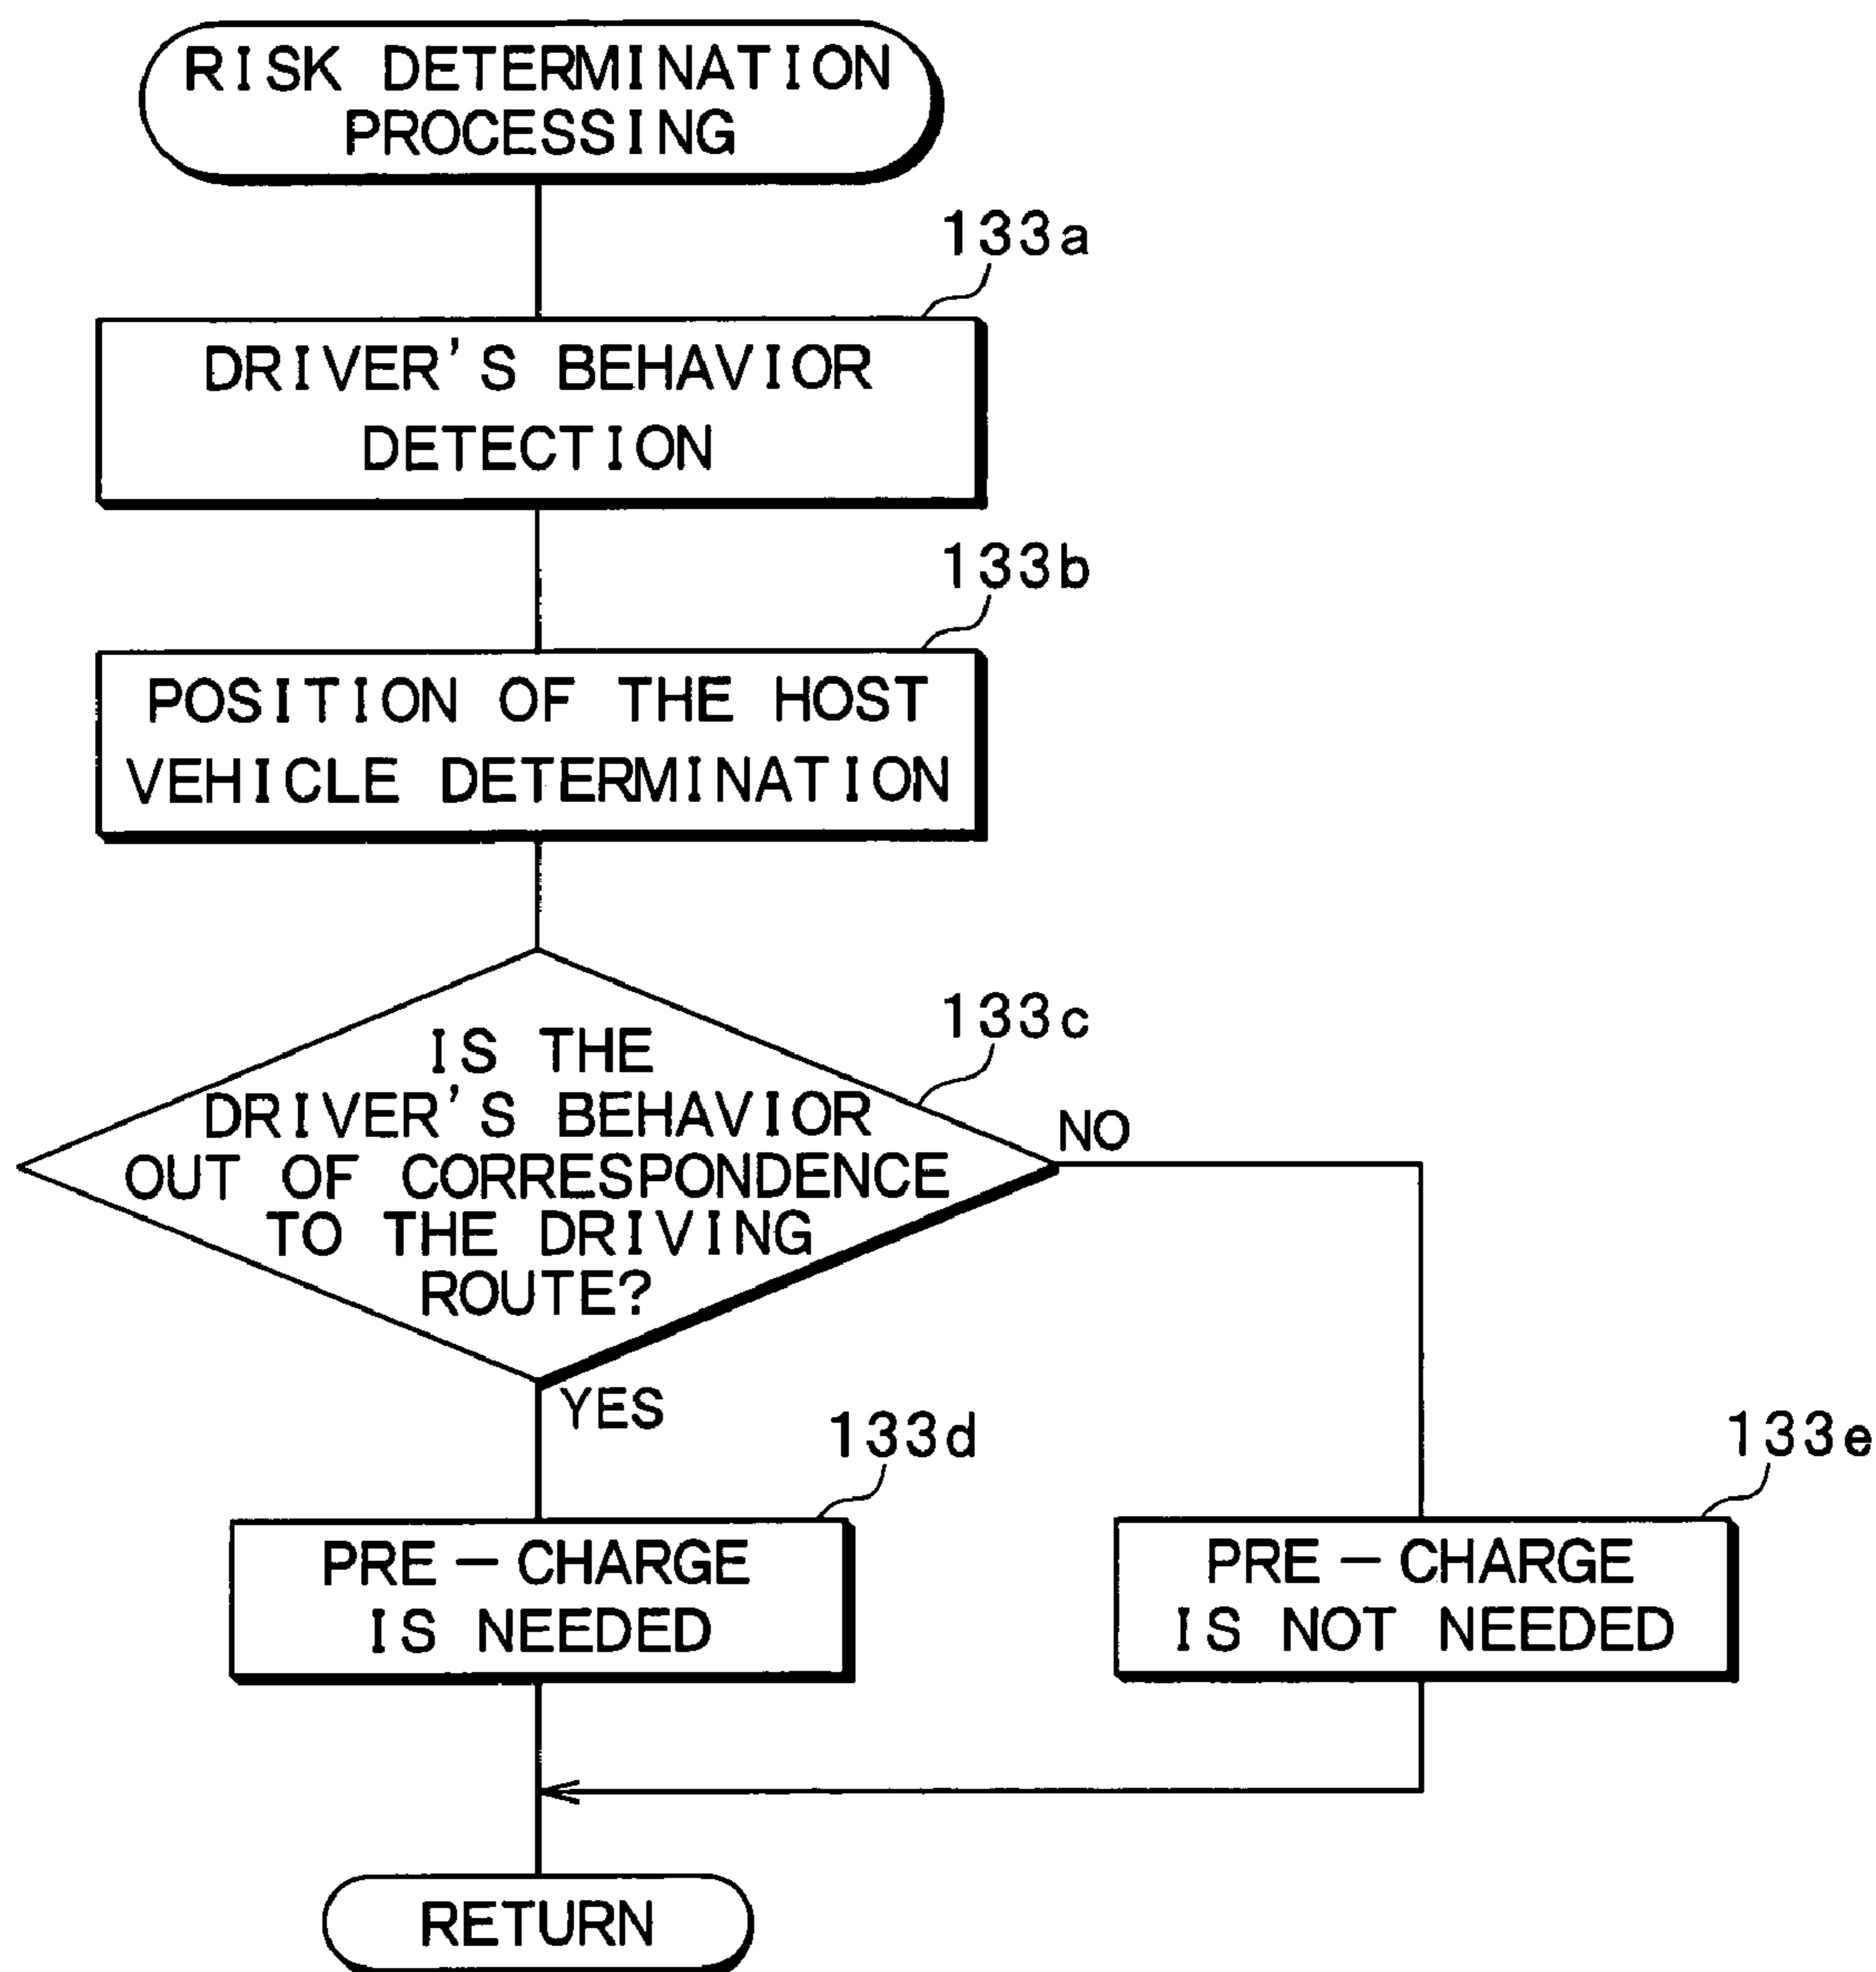 RISK DETERMINATION
PROCESSING
133a
DRIVER'S BEHAVIOR
DETECTION
133b
POSITION OF THE HOST
VEHICLE DETERMINATION
133c
IS THE
DRIVER'S BEHAVIOR
OUT OF CORRESPONDENCE
TO THE DRIVING
ROUTE?
NO
YES
133d
PRE-CHARGE
IS NEEDED
133e
PRE-CHARGE
IS NOT NEEDED
RETURN